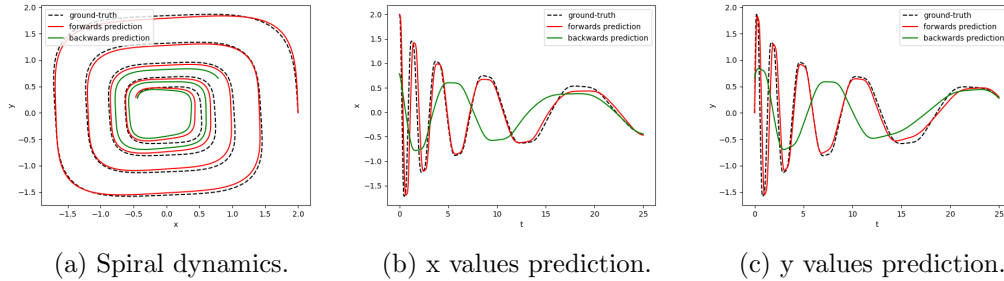 2.0
1.5
1.0
0.5
0.0
−0.5
−1.0
−1.5
y
−1.5 −1.0 −0.5 0.0 0.5 1.0 1.5 2.0
x
ground-truth
forwards prediction
backwards prediction
(a) Spiral dynamics.
2.0
1.5
1.0
0.5
0.0
−0.5
−1.0
−1.5
x
0 5 10 15 20 25
t
ground-truth
forwards prediction
backwards prediction
(b) x values prediction.
2.0
1.5
1.0
0.5
0.0
−0.5
−1.0
−1.5
y
0 5 10 15 20 25
t
ground-truth
forwards prediction
backwards prediction
(c) y values prediction.